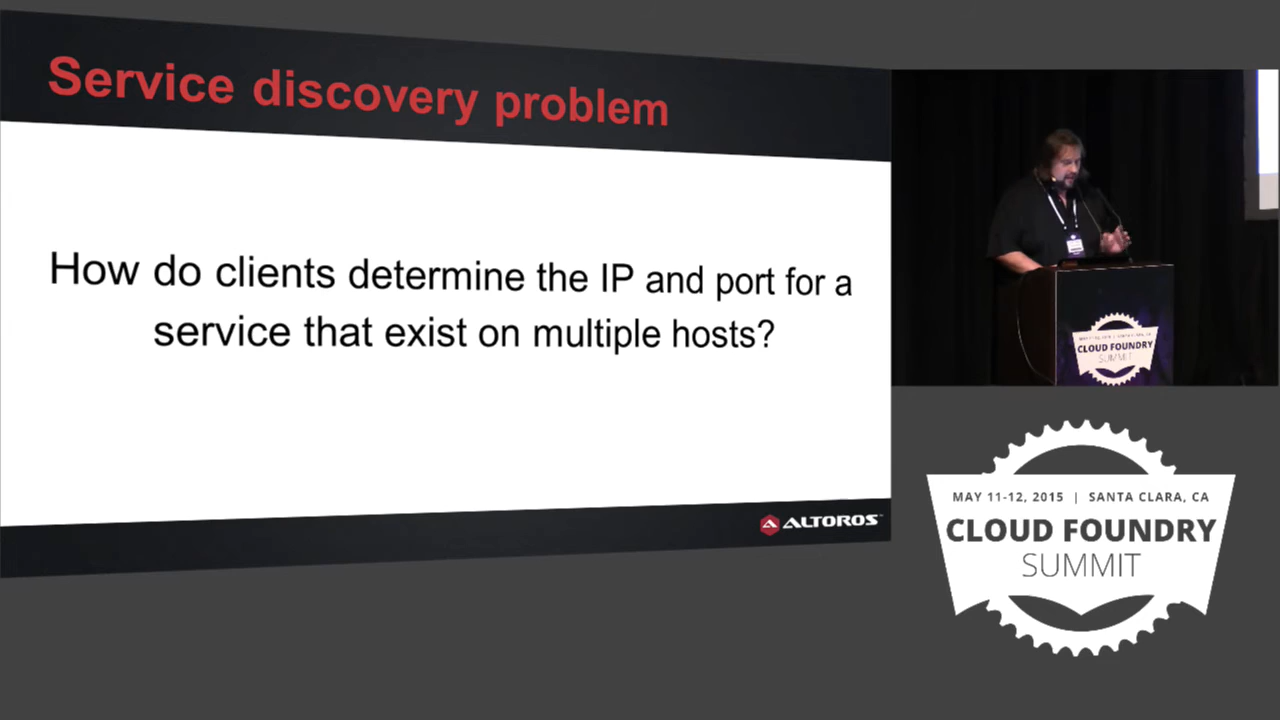 Service discovery problem
How do clients determine the IP and port for a
service that exist on multiple hosts?
ALTOROS
CLOUD FOUNDRY
SUMMIT
MAY 11-12, 2015 | SANTA CLARA, CA
CLOUD FOUNDRY
SUMMIT